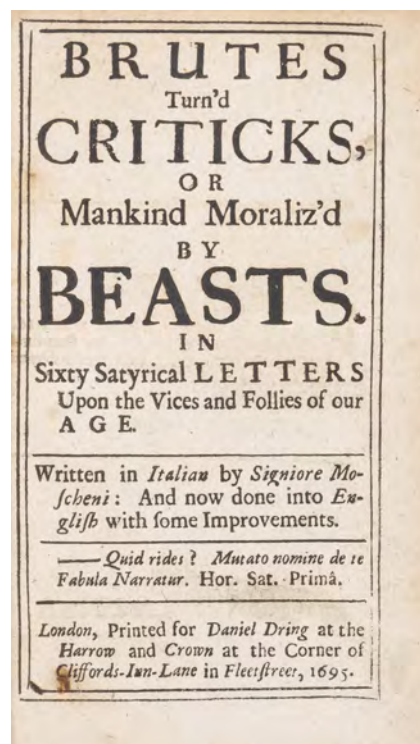 BRUTES
Turn'd
CRITICKS,
OR
Mankind Moraliz'd
BY
BEASTS.
IN
Sixty Satyrical LETTERS
Upon the Vices and Follies of our
AGE.
Written in Italian by Signiore Mo-
ſcheni: And now done into En-
gliſh with ſome Improvements.
—— Quid rides? Mutato nomine de te
Fabula Narratur. Hor. Sat. Primâ.
London, Printed for Daniel Dring at the
Harrow and Crown at the Corner of
Cliffords-Inn-Lane in Fleetſtreet, 1695.